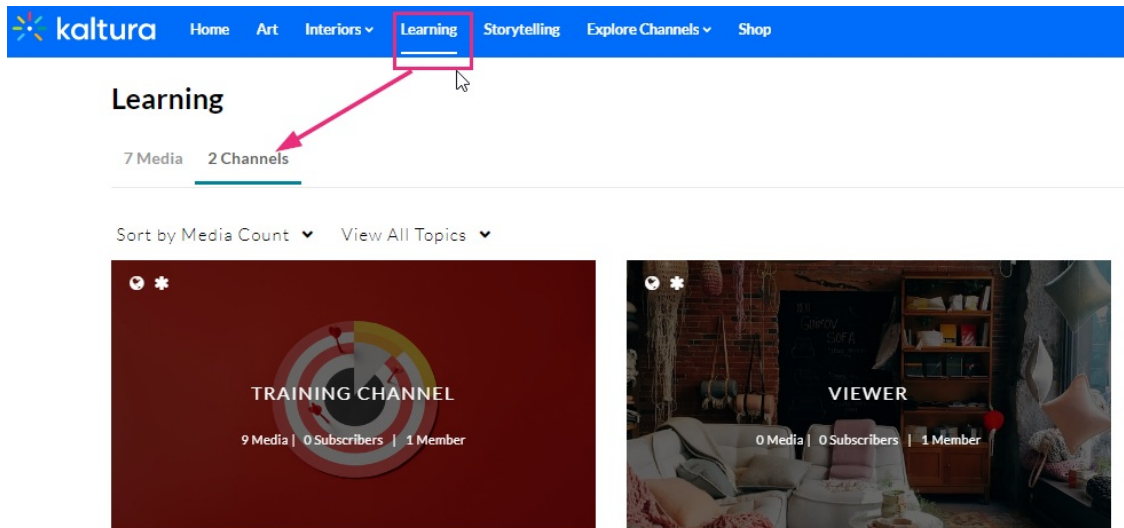 kaltura Home Art Interiors Learning Storytelling Explore Channels Shop
Learning
7 Media 2 Channels
Sort by Media Count View All Topics
TRAINING CHANNEL
9 Media | 0 Subscribers | 1 Member
VIEWER
0 Media | 0 Subscribers | 1 Member